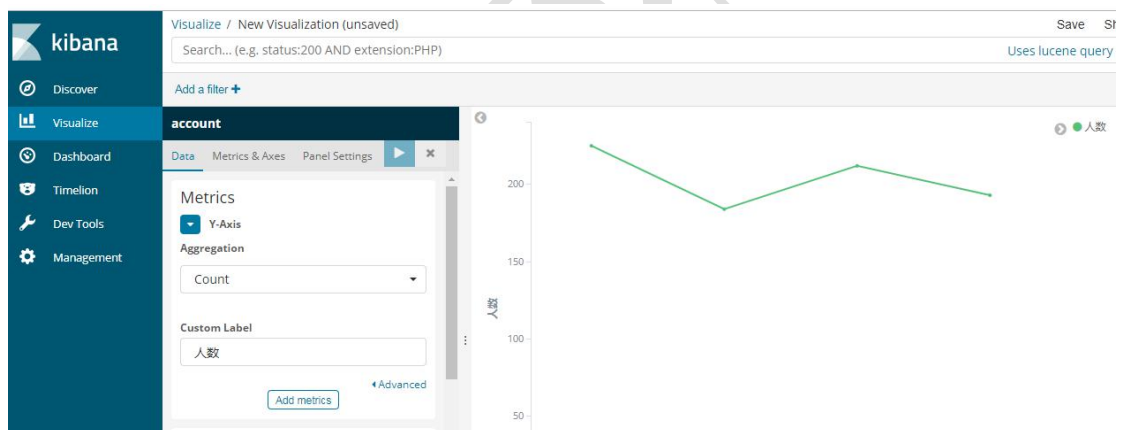 kibana
Discover
Visualize
Dashboard
Timelion
Dev Tools
Management
Visualize / New Visualization (unsaved)
Save
Search... (e.g. status:200 AND extension:PHP)
Uses lucene query
Add a filter +
account
Data Metrics & Axes Panel Settings
Metrics
Y-Axis
Aggregation
Count
Custom Label
人数
Advanced
Add metrics
人数
200
150
100
50
人数